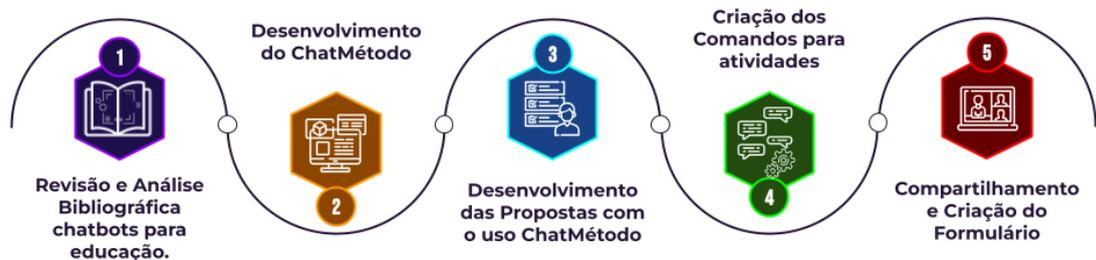 1
Revisão e Análise
Bibliográfica
chatbots para
educação.
Desenvolvimento
do ChatMétodo
2
3
Desenvolvimento
das Propostas com
o uso ChatMétodo
Criação dos
Comandos para
atividades
4
5
Compartilhamento
e Criação do
Formulário